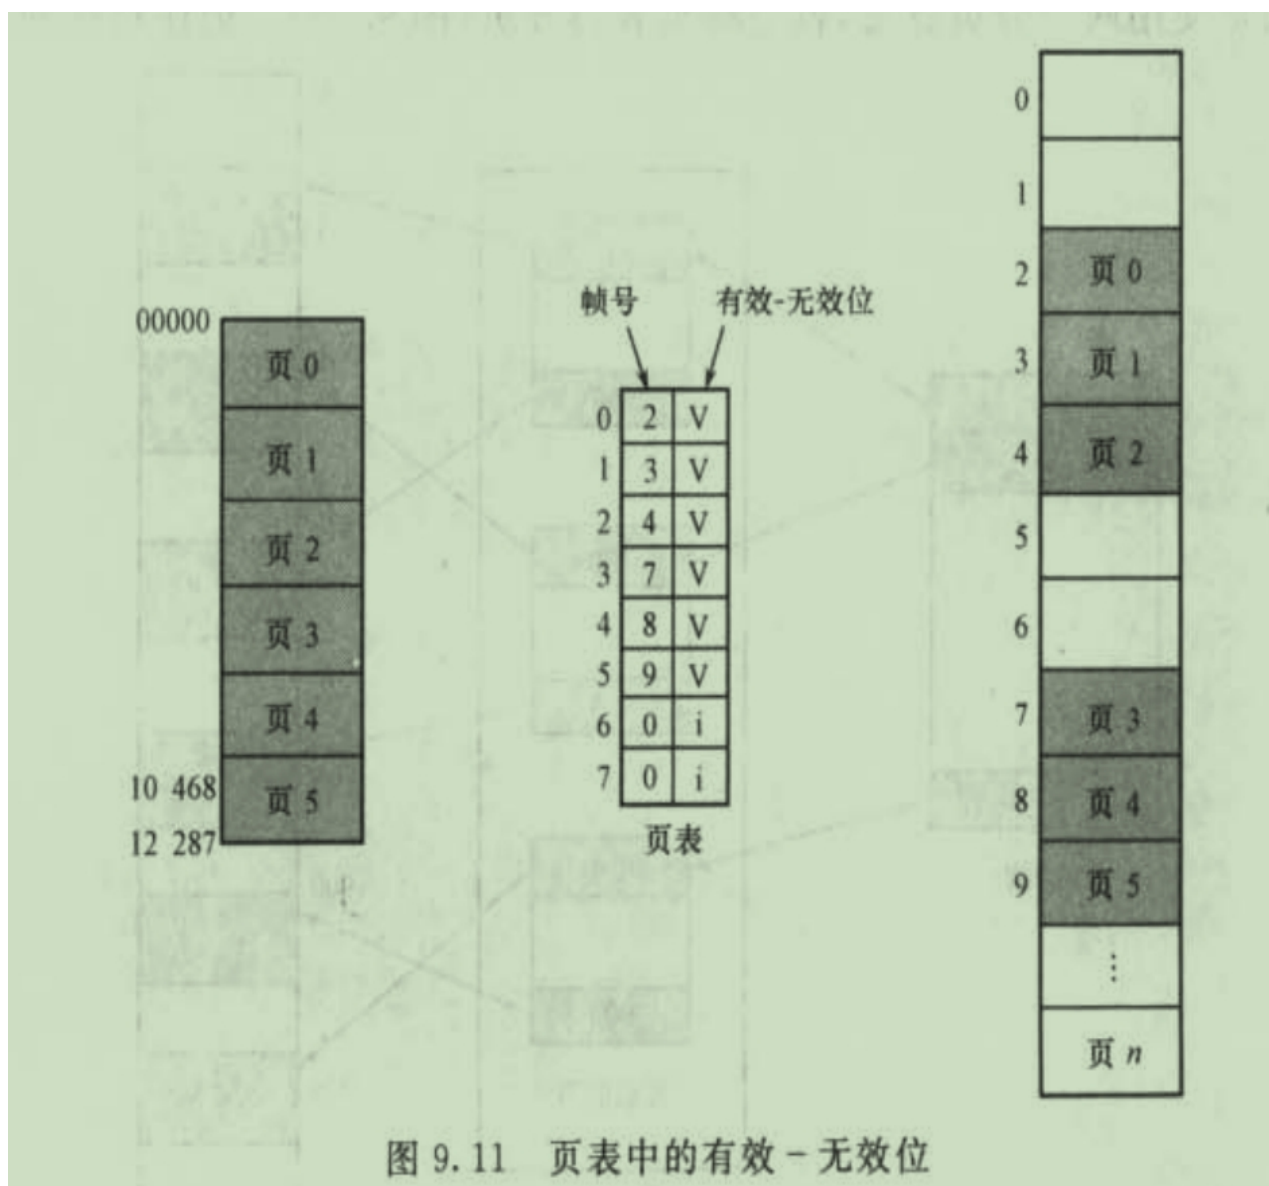 00000
页 0
页 1
页 2
页 3
页 4
10 468
页 5
12 287
帧号
有效-无效位
0 2 V
1 3 V
2 4 V
3 7 V
4 8 V
5 9 V
6 0 i
7 0 i
页表
0
1
2 页 0
3 页 1
4 页 2
5
6
7 页 3
8 页 4
9 页 5
⋮
页 n
图 9.11 页表中的有效－无效位